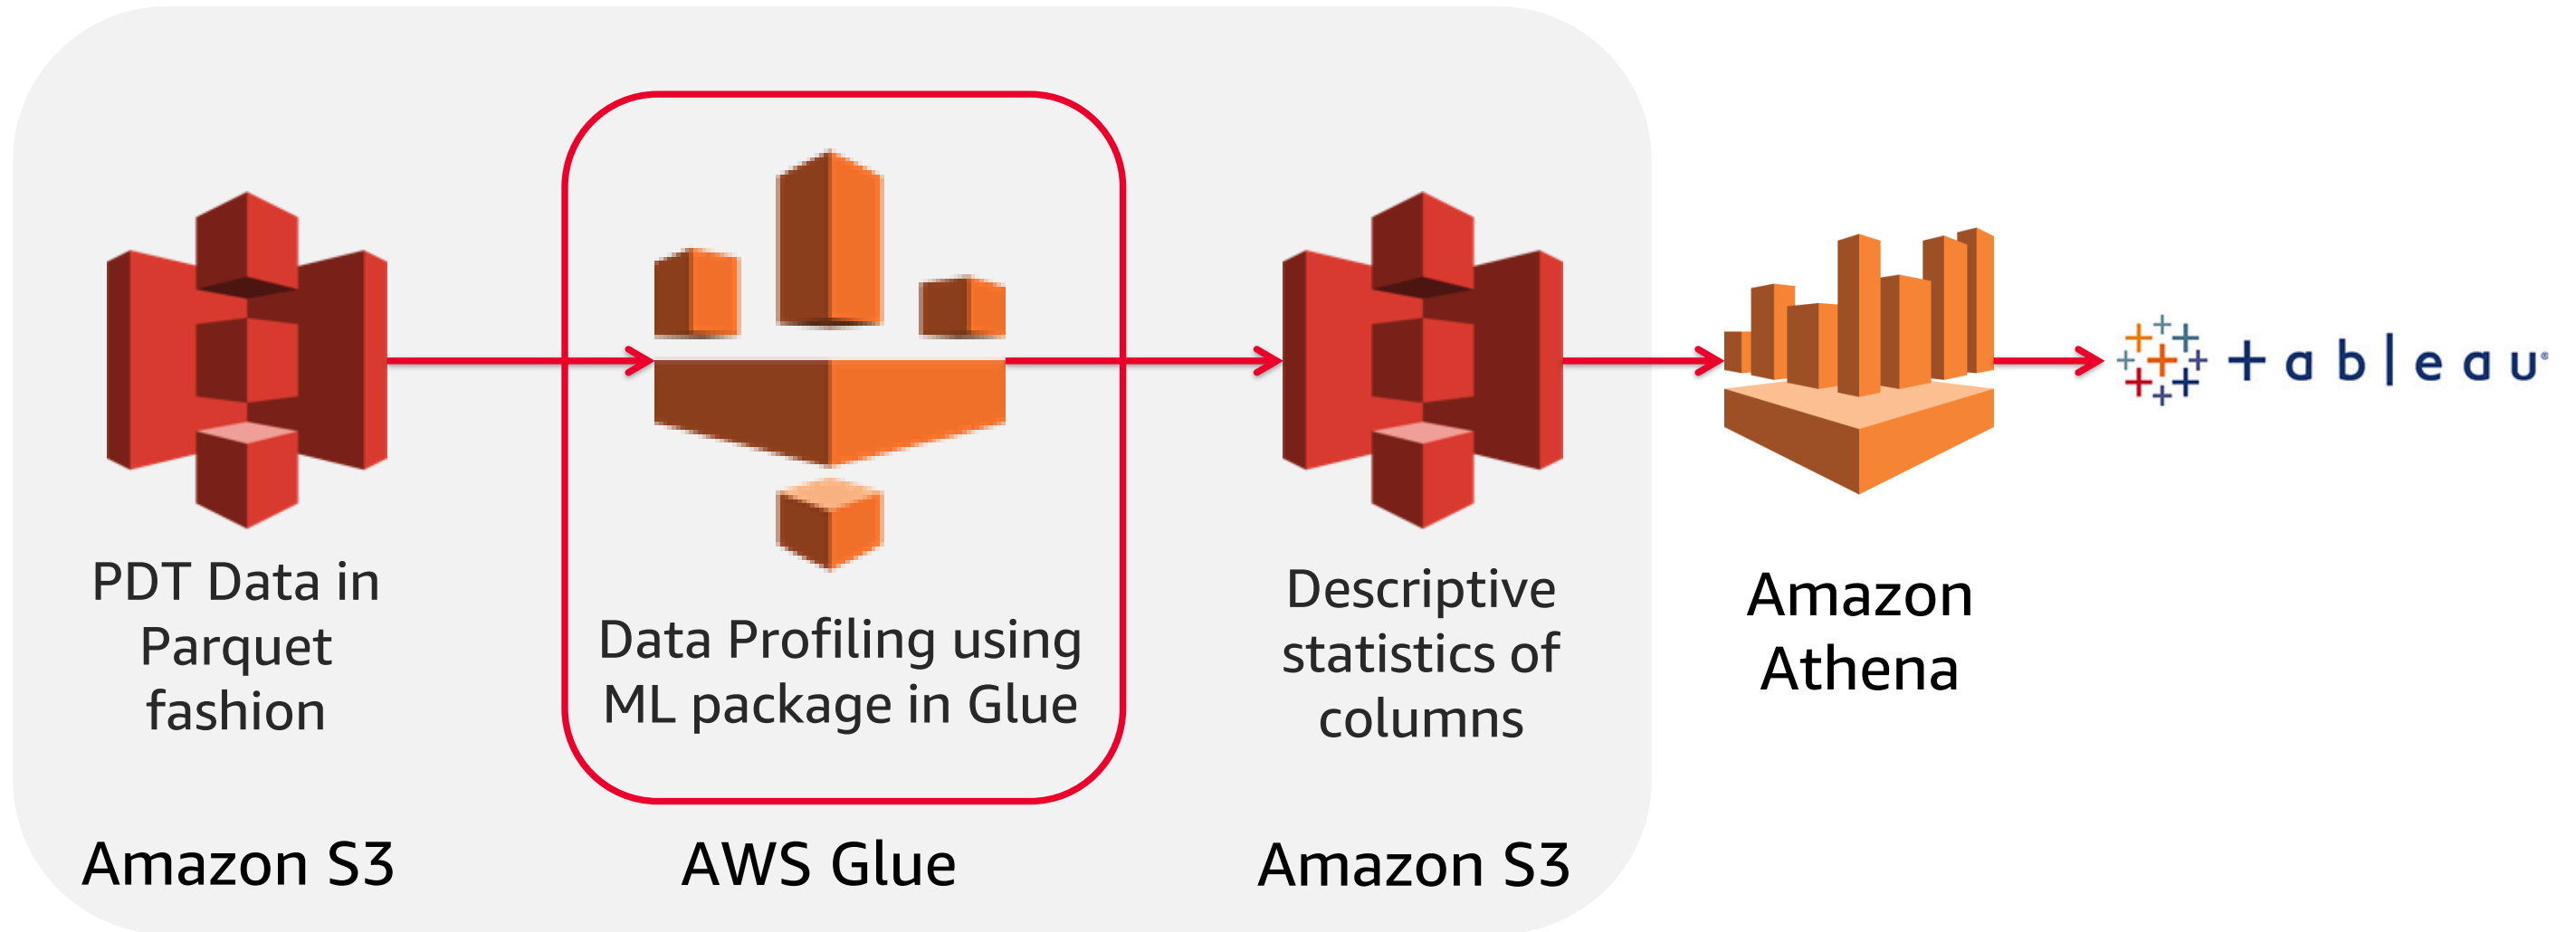 PDT Data in
Parquet
fashion
Amazon S3
Data Profiling using
ML package in Glue
AWS Glue
Descriptive
statistics of
columns
Amazon S3
Amazon
Athena
+ableau®